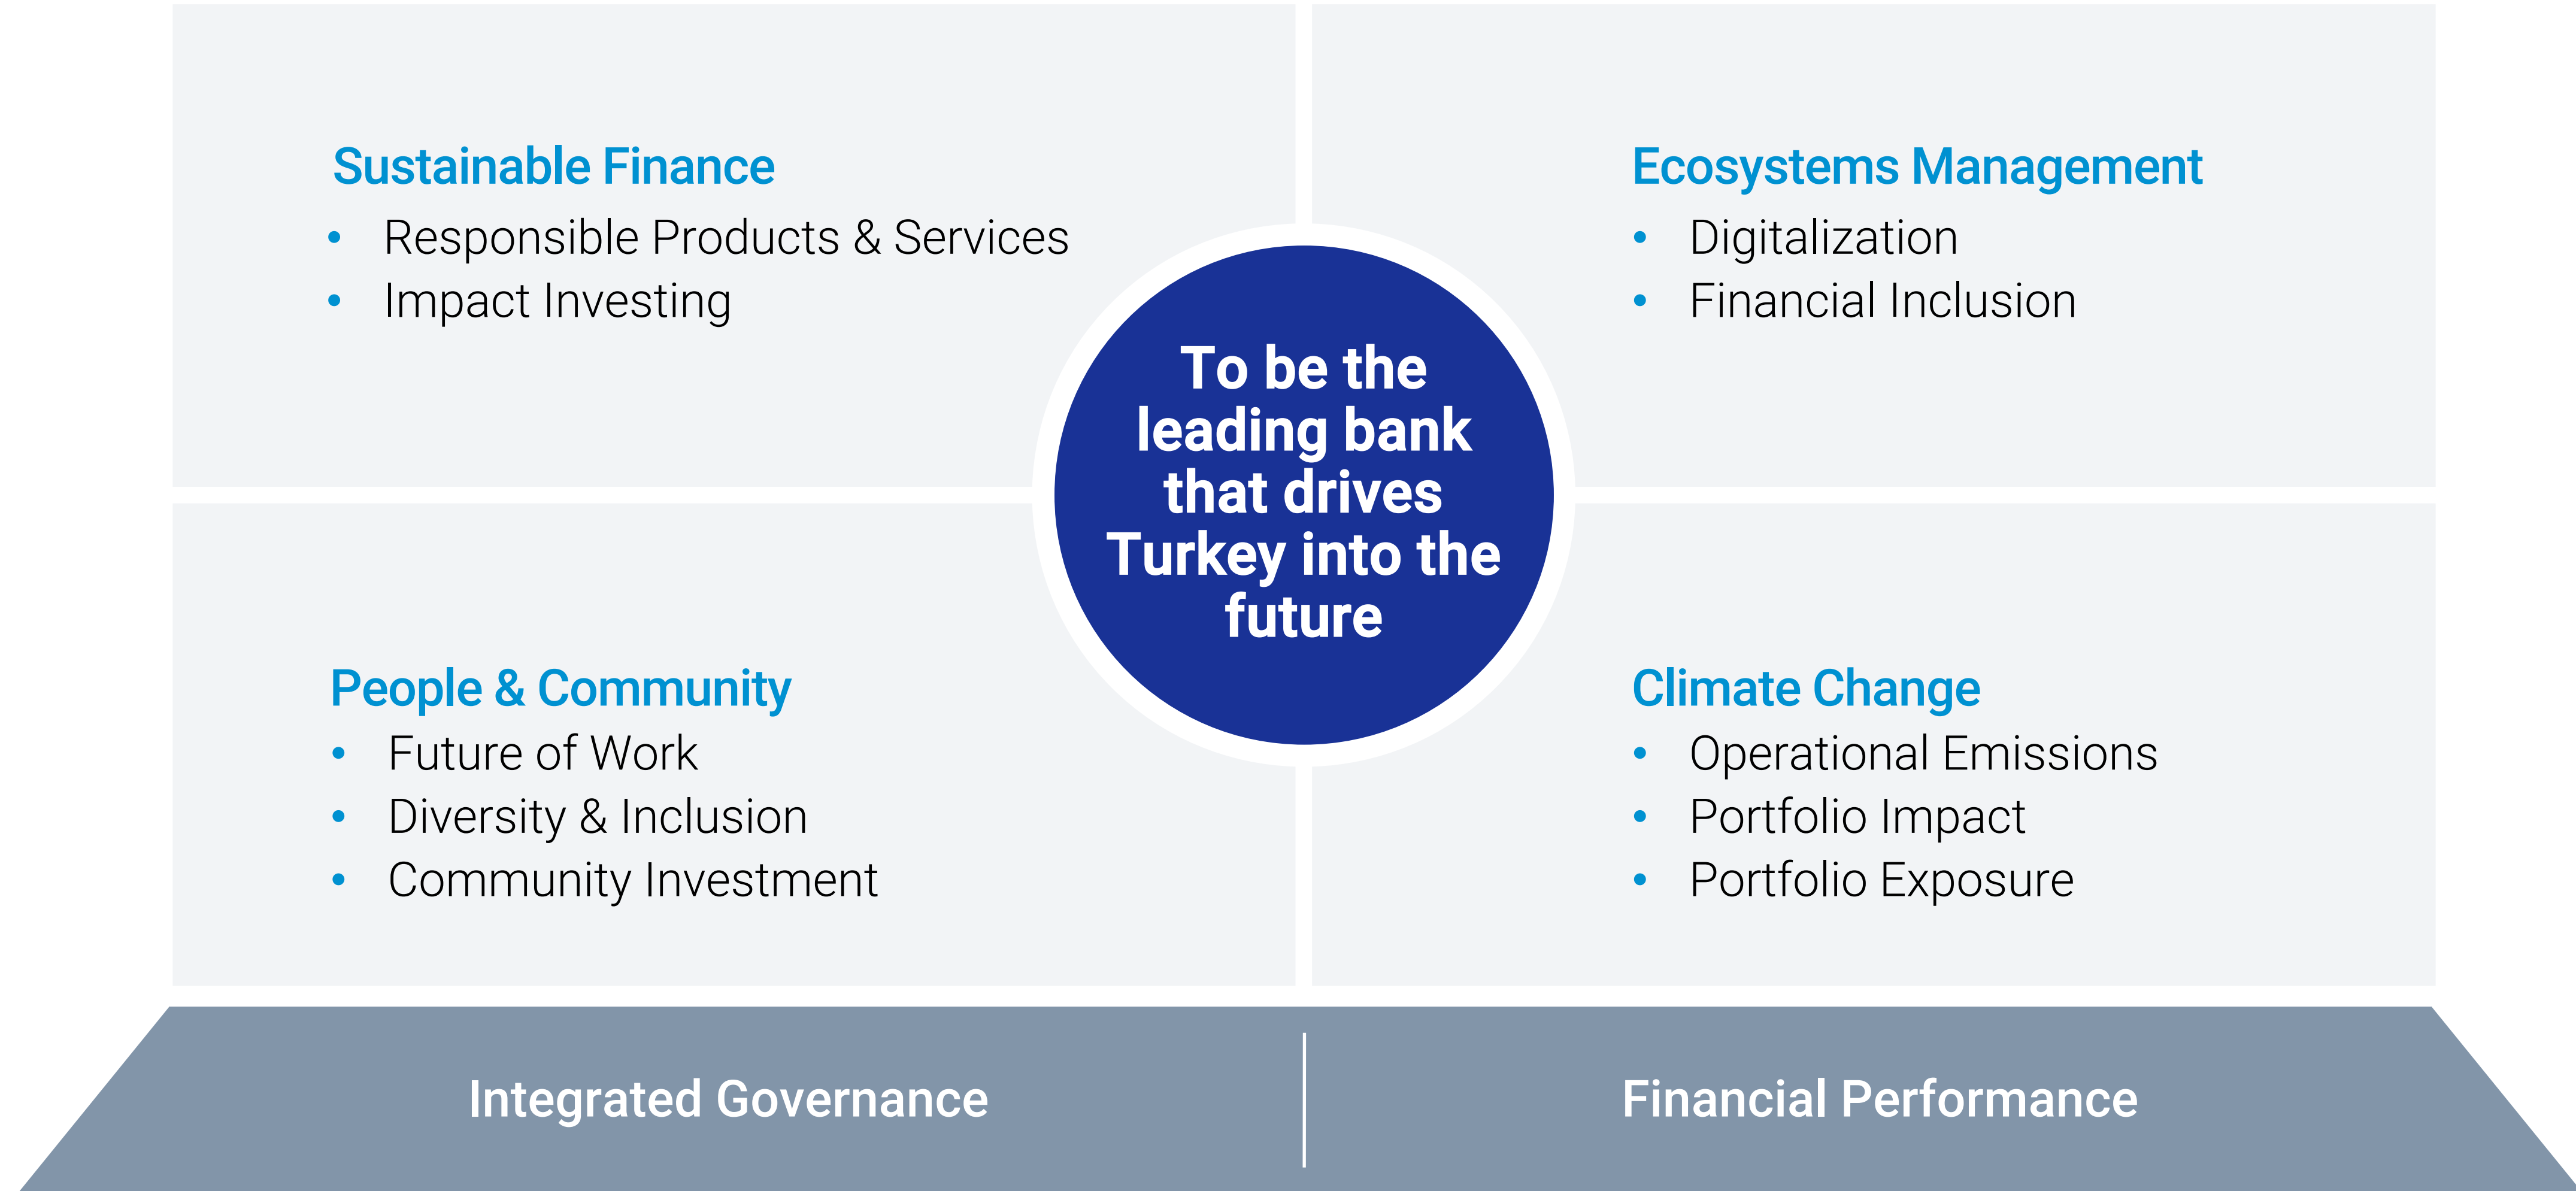 Sustainable Finance
• Responsible Products & Services
• Impact Investing
Ecosystems Management
• Digitalization
• Financial Inclusion
To be the
leading bank
that drives
Turkey into the
future
People & Community
• Future of Work
• Diversity & Inclusion
• Community Investment
Climate Change
• Operational Emissions
• Portfolio Impact
• Portfolio Exposure
Integrated Governance
Financial Performance